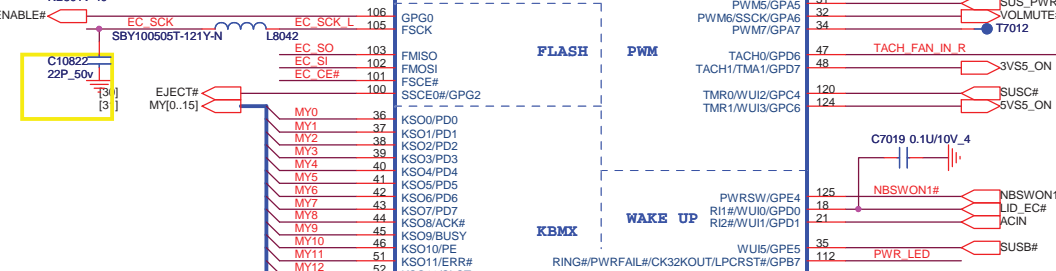 ENABLE#
EC_SCK
SBY100505T-121Y-N
EC_SCK_L
L8042
106
105
GPG0
FSCK
C10822
22P_50v
[30]
[31]
EC_SO
EC_SI
EC_CE#
103
102
101
100
FMISO
FMOSI
FSCE#
SSCE0#/GPG2
FLASH
PWM
EJECT#
MY[0..15]
MY0 36 KSO0/PD0
MY1 37 KSO1/PD1
MY2 38 KSO2/PD2
MY3 39 KSO3/PD3
MY4 40 KSO4/PD4
MY5 41 KSO5/PD5
MY6 42 KSO6/PD6
MY7 43 KSO7/PD7
MY8 44 KSO8/ACK#
MY9 45 KSO9/BUSY
MY10 46 KSO10/PE
MY11 51 KSO11/ERR#
MY12 52
KBMX
WAKE UP
PWM5/GPA5 31 SUS_PWR
PWM6/SSCK/GPA6 32 VOLMUTE#
PWM7/GPA7 34 T7012
TACH0/GPD6 47 TACH_FAN_IN_R
TACH1/TMA1/GPD7 48 3VS5_ON
TMR0/WUI2/GPC4 120 SUSC#
TMR1/WUI3/GPC6 124 5VS5_ON
C7019 0.1U/10V_4
PWRSW/GPE4 125 NBSWON1# NBSWON1
RI1#/WUI0/GPD0 18 LID_EC#
RI2#/WUI1/GPD1 21 ACIN
WUI5/GPE5 35 SUSB#
RING#/PWRFAIL#/CK32KOUT/LPCRST#/GPB7 112 PWR_LED